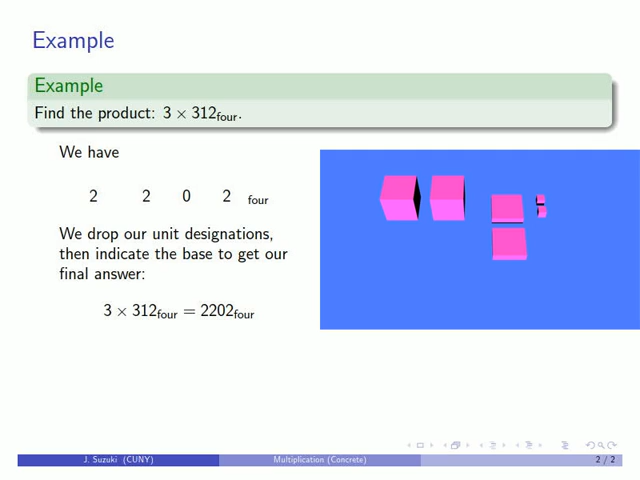 Example
Example
Find the product: 3 × 312four.
We have
2 2 0 2 four
We drop our unit designations,
then indicate the base to get our
final answer:
3 × 312four = 2202four
J. Suzuki (CUNY) Multiplication (Concrete) 2 / 2